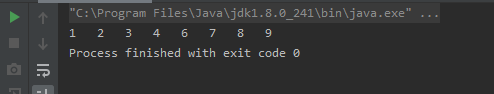 "C:\Program Files\Java\jdk1.8.0_241\bin\java.exe" ...
1 2 3 4 6 7 8 9
Process finished with exit code 0